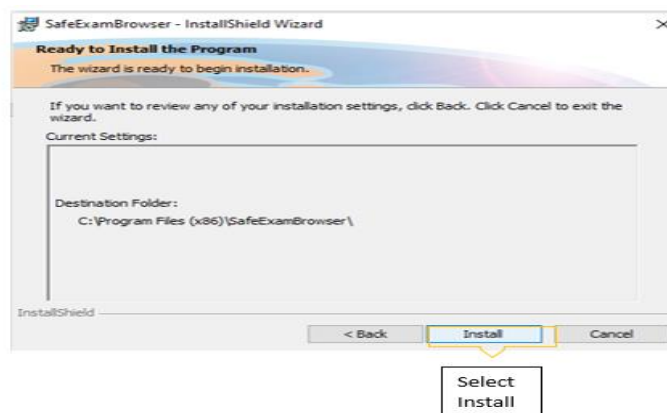 SafeExamBrowser - InstallShield Wizard
Ready to Install the Program
The wizard is ready to begin installation.
If you want to review any of your installation settings, click Back. Click Cancel to exit the
wizard.
Current Settings:
Destination Folder:
C:\Program Files (x86)\SafeExamBrowser\
InstallShield
< Back Install Cancel
Select
Install